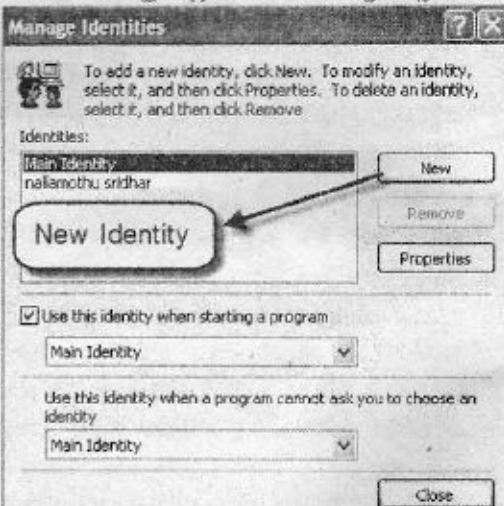 Manage Identities
To add a new identity, click New. To modify an identity,
select it, and then click Properties. To delete an identity,
select it, and then click Remove
Identities:
Main Identity
nallamothu sridhar
New
Remove
New Identity
Properties
Use this identity when starting a program
Main Identity
Use this identity when a program cannot ask you to choose an
identity
Main Identity
Close